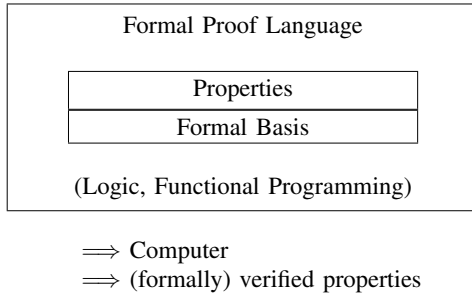 Formal Proof Language
Properties
Formal Basis
(Logic, Functional Programming)
⟹ Computer
⟹ (formally) verified properties